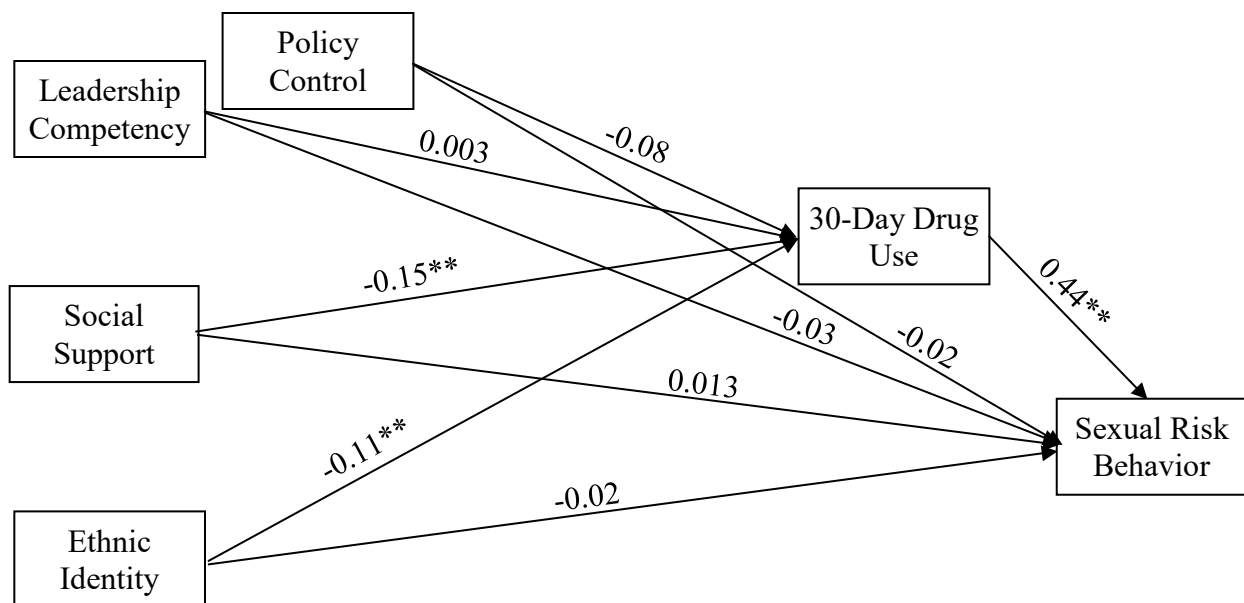 Policy
Control
Leadership
Competency
-0.08
0.003
30-Day Drug
Use
-0.15**
0.44**
Social
Support
-0.03
-0.02
0.013
Sexual Risk
Behavior
-0.11**
-0.02
Ethnic
Identity